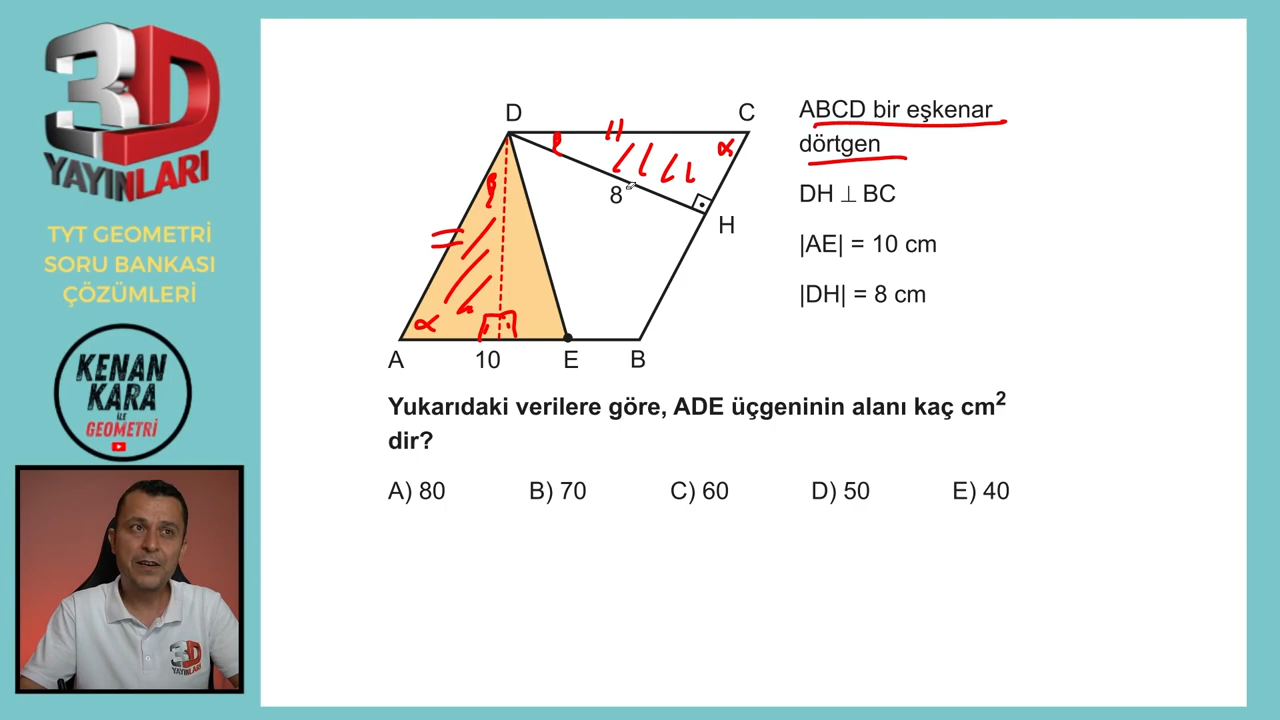 3D
YAYINLARI
TYT GEOMETRİ
SORU BANKASI
ÇÖZÜMLERİ
KENAN
KARA
İLE
GEOMETRİ
3D
YAYINLARI
D
C
α
8
H
α
A
10
E
B
ABCD bir eşkenar
dörtgen
DH ⊥ BC
|AE| = 10 cm
|DH| = 8 cm
Yukarıdaki verilere göre, ADE üçgeninin alanı kaç cm²
dir?
A) 80 B) 70 C) 60 D) 50 E) 40